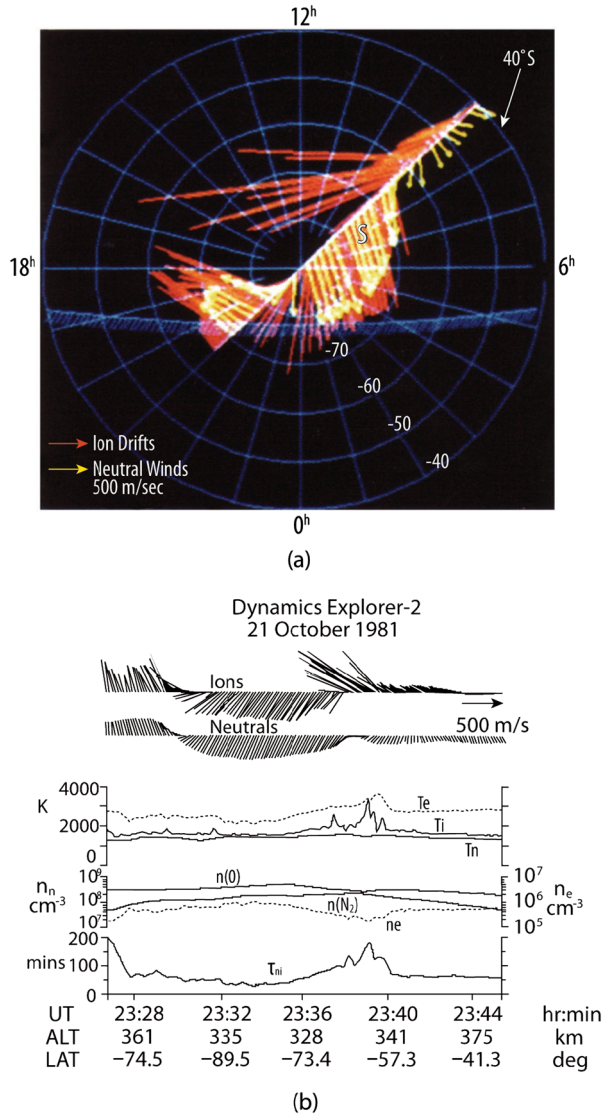 12h
40°S
18h
S
6h
-70
-60
-50
-40
Ion Drifts
Neutral Winds
500 m/sec
0h
(a)
Dynamics Explorer-2
21 October 1981
Ions
500 m/s
Neutrals
4000
K
2000
0
Te
Ti
Tn
10⁹
nn 10⁸
cm⁻³
10⁷
n(0)
n(N₂)
ne
10⁷
10⁶ ne
cm⁻³
10⁵
200
mins 100
0
τni
UT 23:28 23:32 23:36 23:40 23:44 hr:min
ALT 361 335 328 341 375 km
LAT −74.5 −89.5 −73.4 −57.3 −41.3 deg
(b)